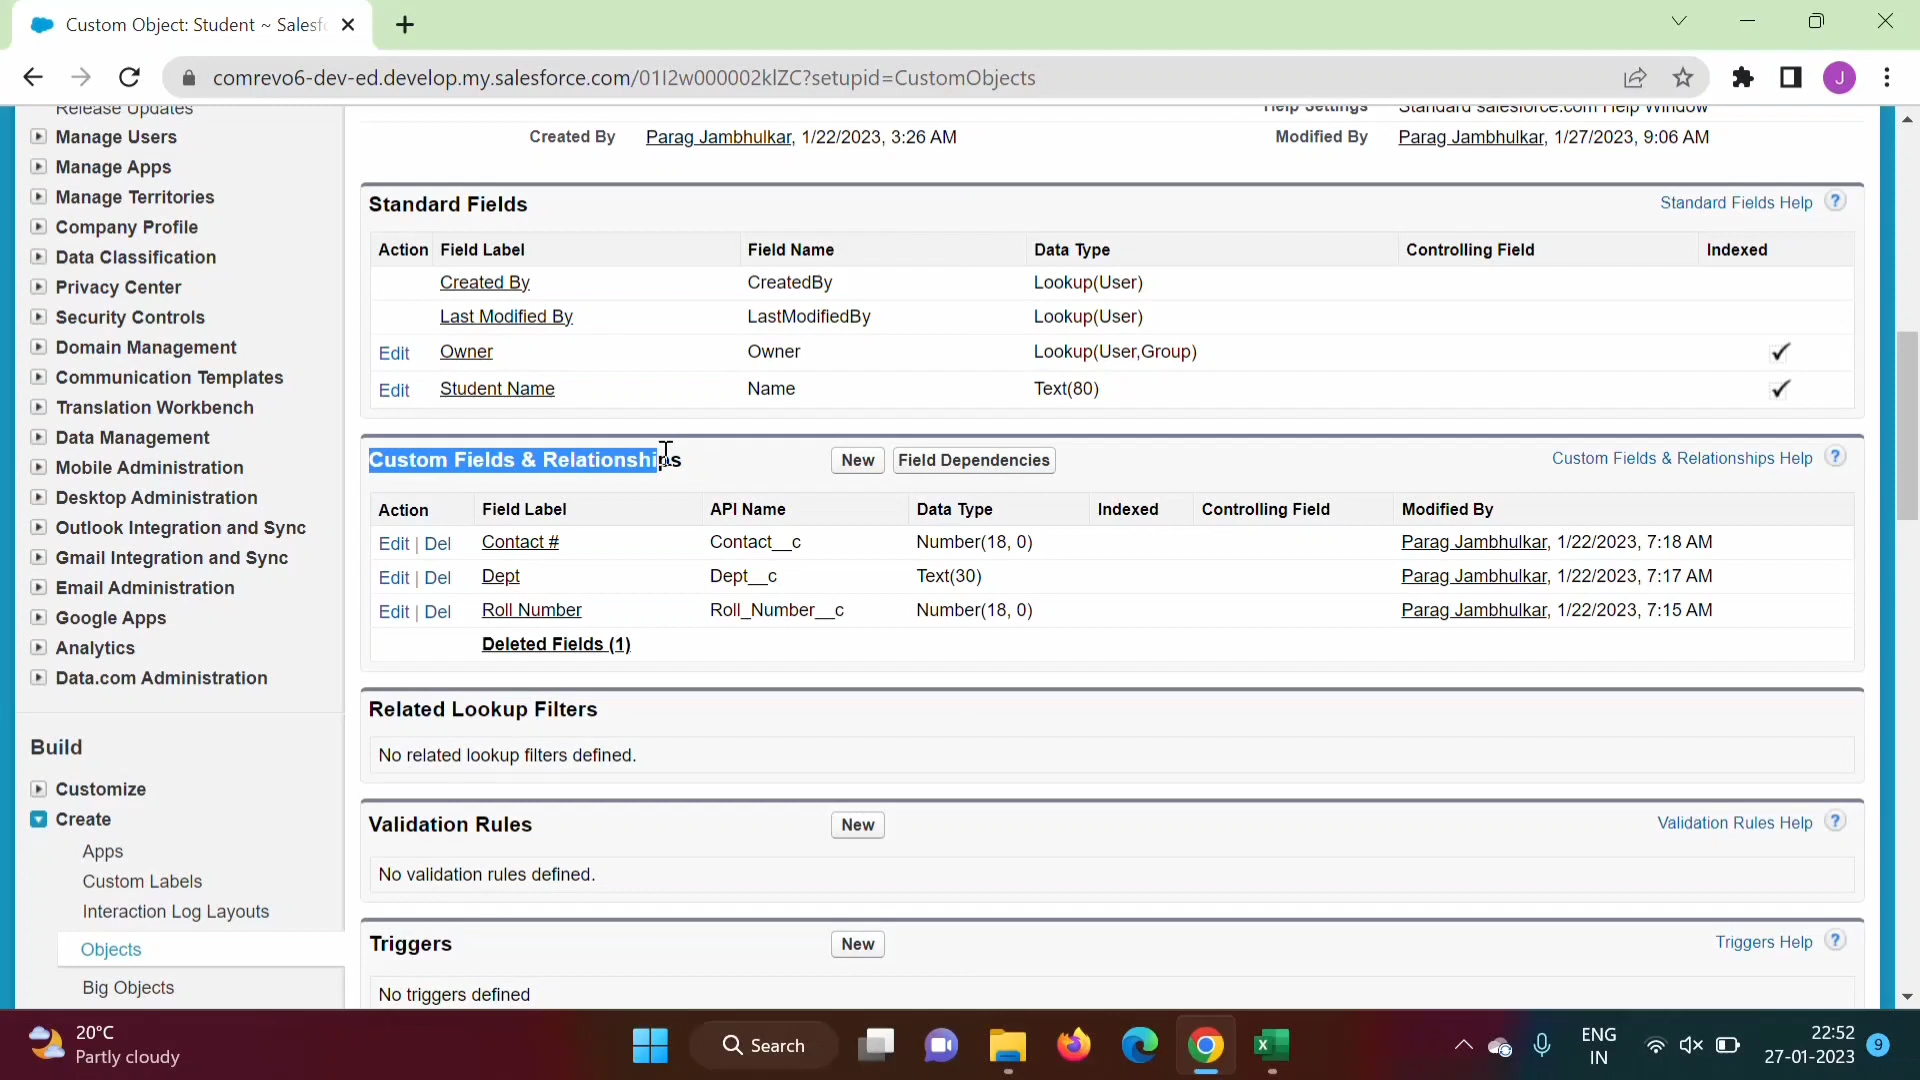 Custom Object: Student ~ Salesf
comrevo6-dev-ed.develop.my.salesforce.com/01I2w000002klZC?setupid=CustomObjects
J
Release Updates
Manage Users
Manage Apps
Manage Territories
Company Profile
Data Classification
Privacy Center
Security Controls
Domain Management
Communication Templates
Translation Workbench
Data Management
Mobile Administration
Desktop Administration
Outlook Integration and Sync
Gmail Integration and Sync
Email Administration
Google Apps
Analytics
Data.com Administration
Build
Customize
Create
Apps
Custom Labels
Interaction Log Layouts
Objects
Big Objects
Help Settings Standard salesforce.com Help Window
Created By Parag Jambhulkar, 1/22/2023, 3:26 AM Modified By Parag Jambhulkar, 1/27/2023, 9:06 AM
Standard Fields Standard Fields Help ?
Action Field Label Field Name Data Type Controlling Field Indexed
Created By CreatedBy Lookup(User)
Last Modified By LastModifiedBy Lookup(User)
Edit Owner Owner Lookup(User,Group)
Edit Student Name Name Text(80)
Custom Fields & Relationships New Field Dependencies Custom Fields & Relationships Help ?
Action Field Label API Name Data Type Indexed Controlling Field Modified By
Edit | Del Contact # Contact__c Number(18, 0) Parag Jambhulkar, 1/22/2023, 7:18 AM
Edit | Del Dept Dept__c Text(30) Parag Jambhulkar, 1/22/2023, 7:17 AM
Edit | Del Roll Number Roll_Number__c Number(18, 0) Parag Jambhulkar, 1/22/2023, 7:15 AM
Deleted Fields (1)
Related Lookup Filters
No related lookup filters defined.
Validation Rules New Validation Rules Help ?
No validation rules defined.
Triggers New Triggers Help ?
No triggers defined
20°C
Partly cloudy
Search
ENG
IN
22:52
27-01-2023
9